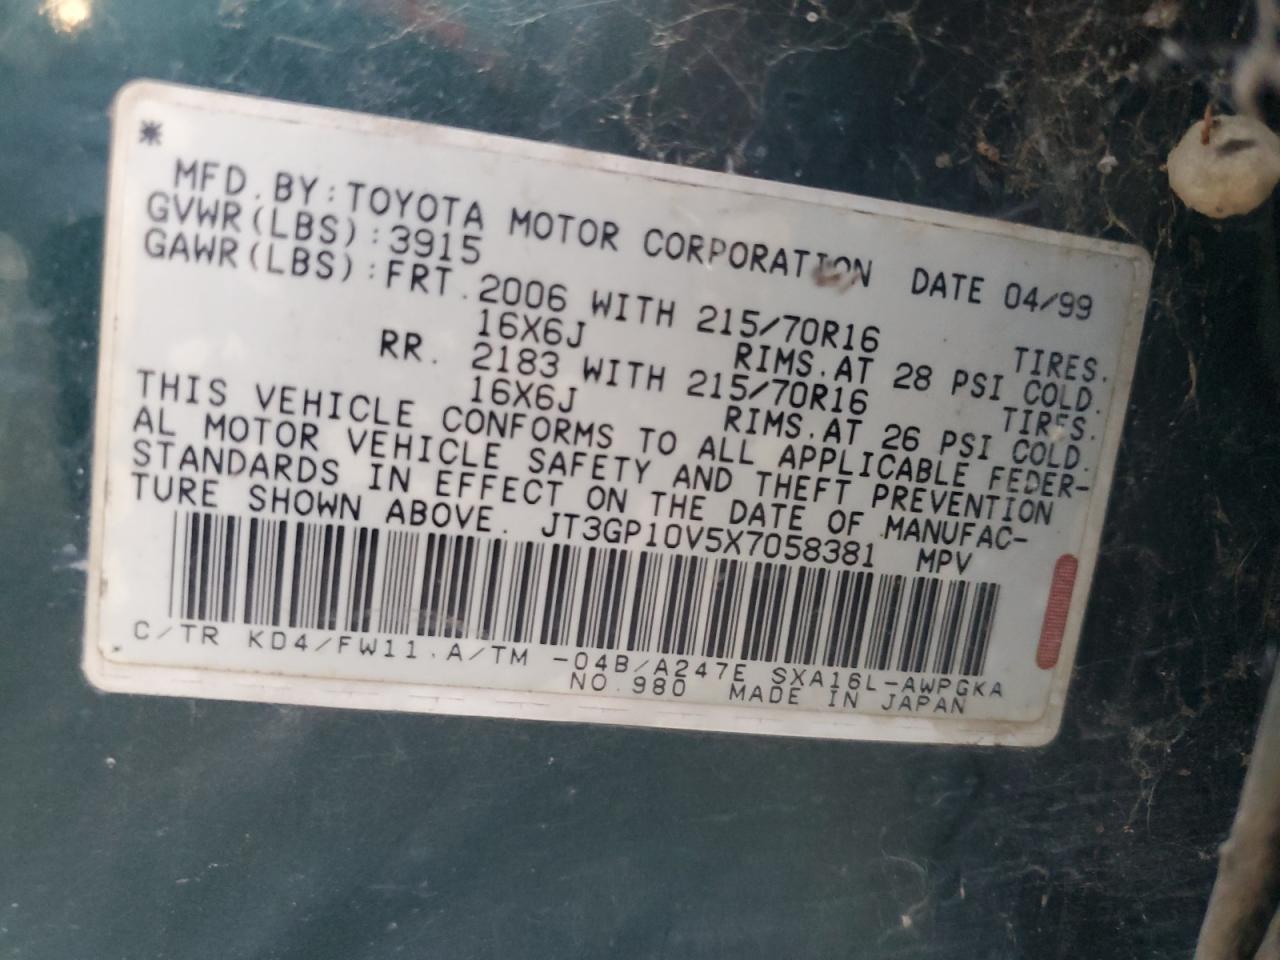 *
MFD.BY:TOYOTA MOTOR CORPORATION DATE 04/99
GVWR(LBS):3915
GAWR(LBS):FRT.2006 WITH 215/70R16 TIRES.
16X6J RIMS.AT 28 PSI COLD.
RR. 2183 WITH 215/70R16 TIRES.
16X6J RIMS.AT 26 PSI COLD.
THIS VEHICLE CONFORMS TO ALL APPLICABLE FEDER-
AL MOTOR VEHICLE SAFETY AND THEFT PREVENTION
STANDARDS IN EFFECT ON THE DATE OF MANUFAC-
TURE SHOWN ABOVE. JT3GP10V5X7058381 MPV
C/TR KD4/FW11.A/TM -04B/A247E SXA16L-AWPGKA
NO.980 MADE IN JAPAN